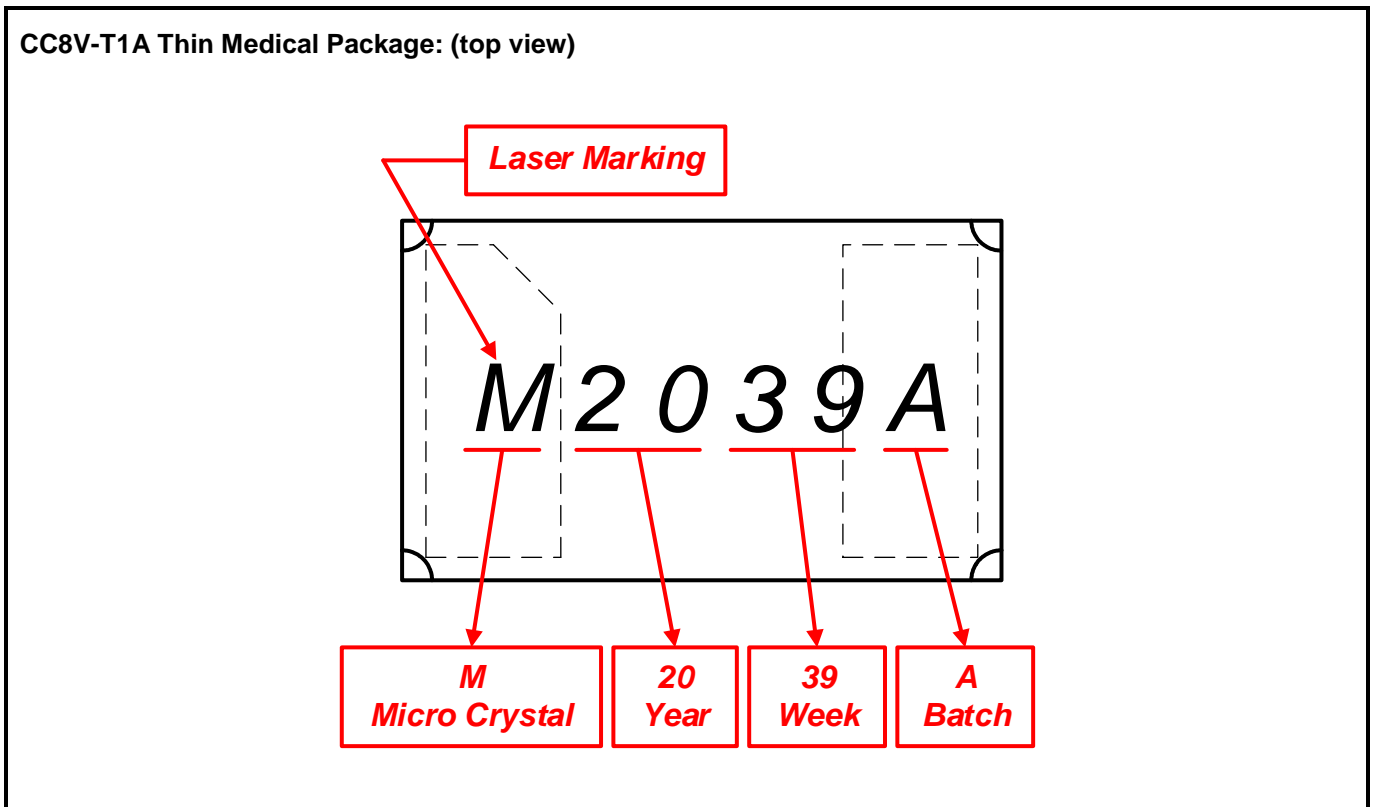 CC8V-T1A Thin Medical Package: (top view)
Laser Marking
M2039A
M
Micro Crystal
20
Year
39
Week
A
Batch